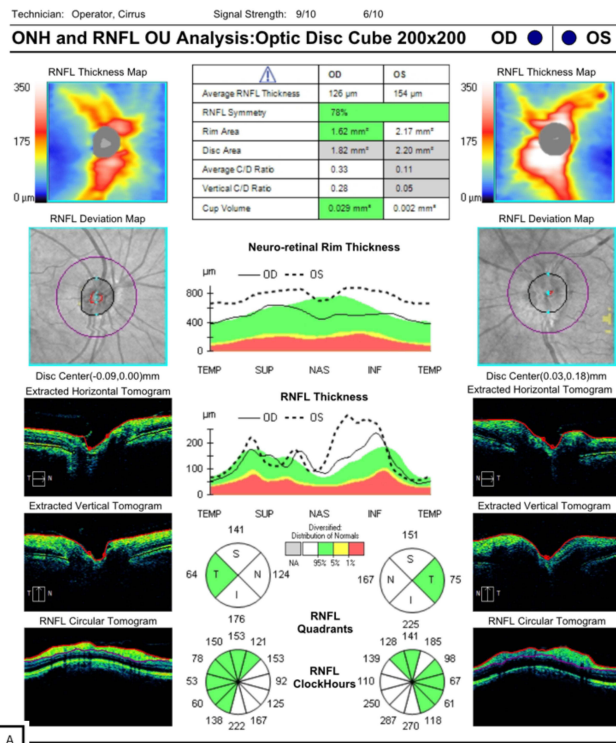 Technician: Operator, Cirrus Signal Strength: 9/10 6/10
ONH and RNFL OU Analysis:Optic Disc Cube 200x200 OD OS
RNFL Thickness Map
350
175
0 µm
OD OS
Average RNFL Thickness 126 µm 154 µm
RNFL Symmetry 78%
Rim Area 1.62 mm² 2.17 mm²
Disc Area 1.82 mm² 2.20 mm²
Average C/D Ratio 0.33 0.11
Vertical C/D Ratio 0.28 0.05
Cup Volume 0.029 mm³ 0.002 mm³
RNFL Thickness Map
350
175
0 µm
RNFL Deviation Map
Disc Center(-0.09,0.00)mm
Extracted Horizontal Tomogram
T N
Extracted Vertical Tomogram
I T N
RNFL Circular Tomogram
Neuro-retinal Rim Thickness
µm OD OS
800
400
0
TEMP SUP NAS INF TEMP
RNFL Thickness
µm OD OS
200
100
0
TEMP SUP NAS INF TEMP
Diversified:
Distribution of Normals
NA 95% 5% 1%
141
S
64 T N 124
I
176
151
S
167 N T 75
I
225
RNFL
Quadrants
153
150 121
78 153
53 92
60 125
138 167
222
RNFL
ClockHours
141
128 185
139 98
110 67
250 61
287 118
270
RNFL Deviation Map
Disc Center(0.03,0.18)mm
Extracted Horizontal Tomogram
T N
Extracted Vertical Tomogram
RNFL Circular Tomogram
A